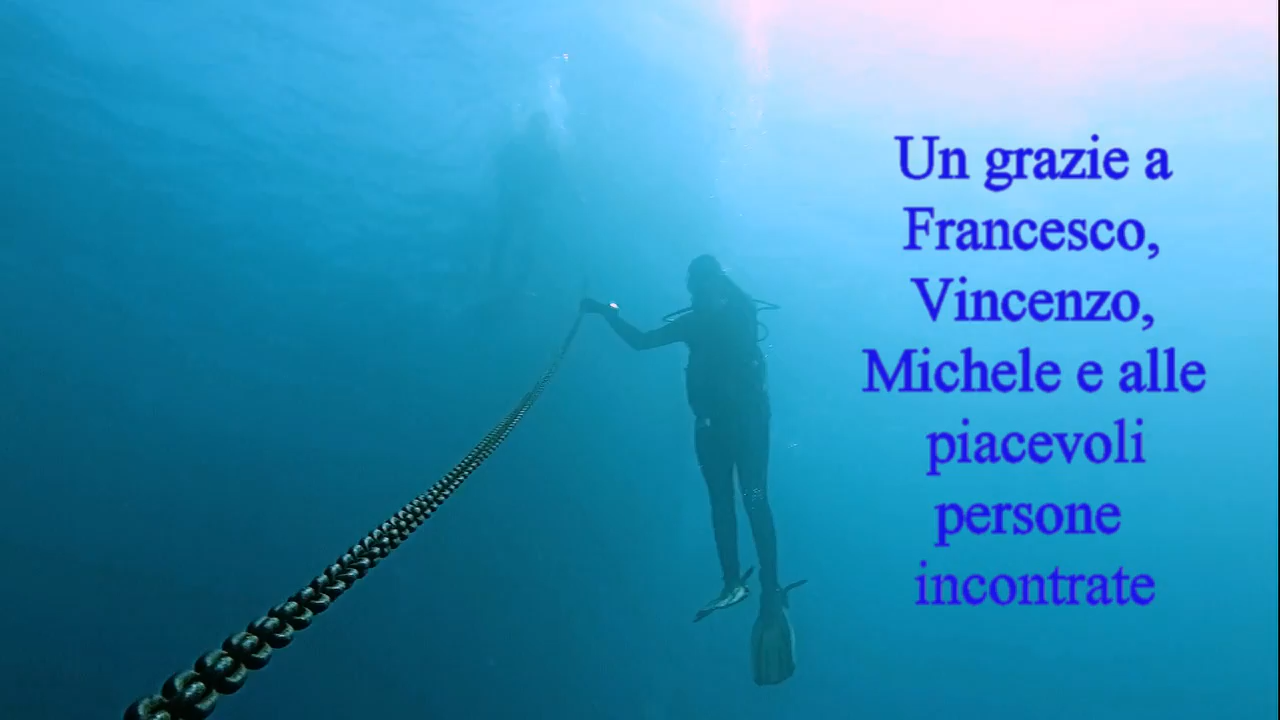 Un grazie a
Francesco,
Vincenzo,
Michele e alle
piacevoli
persone
incontrate